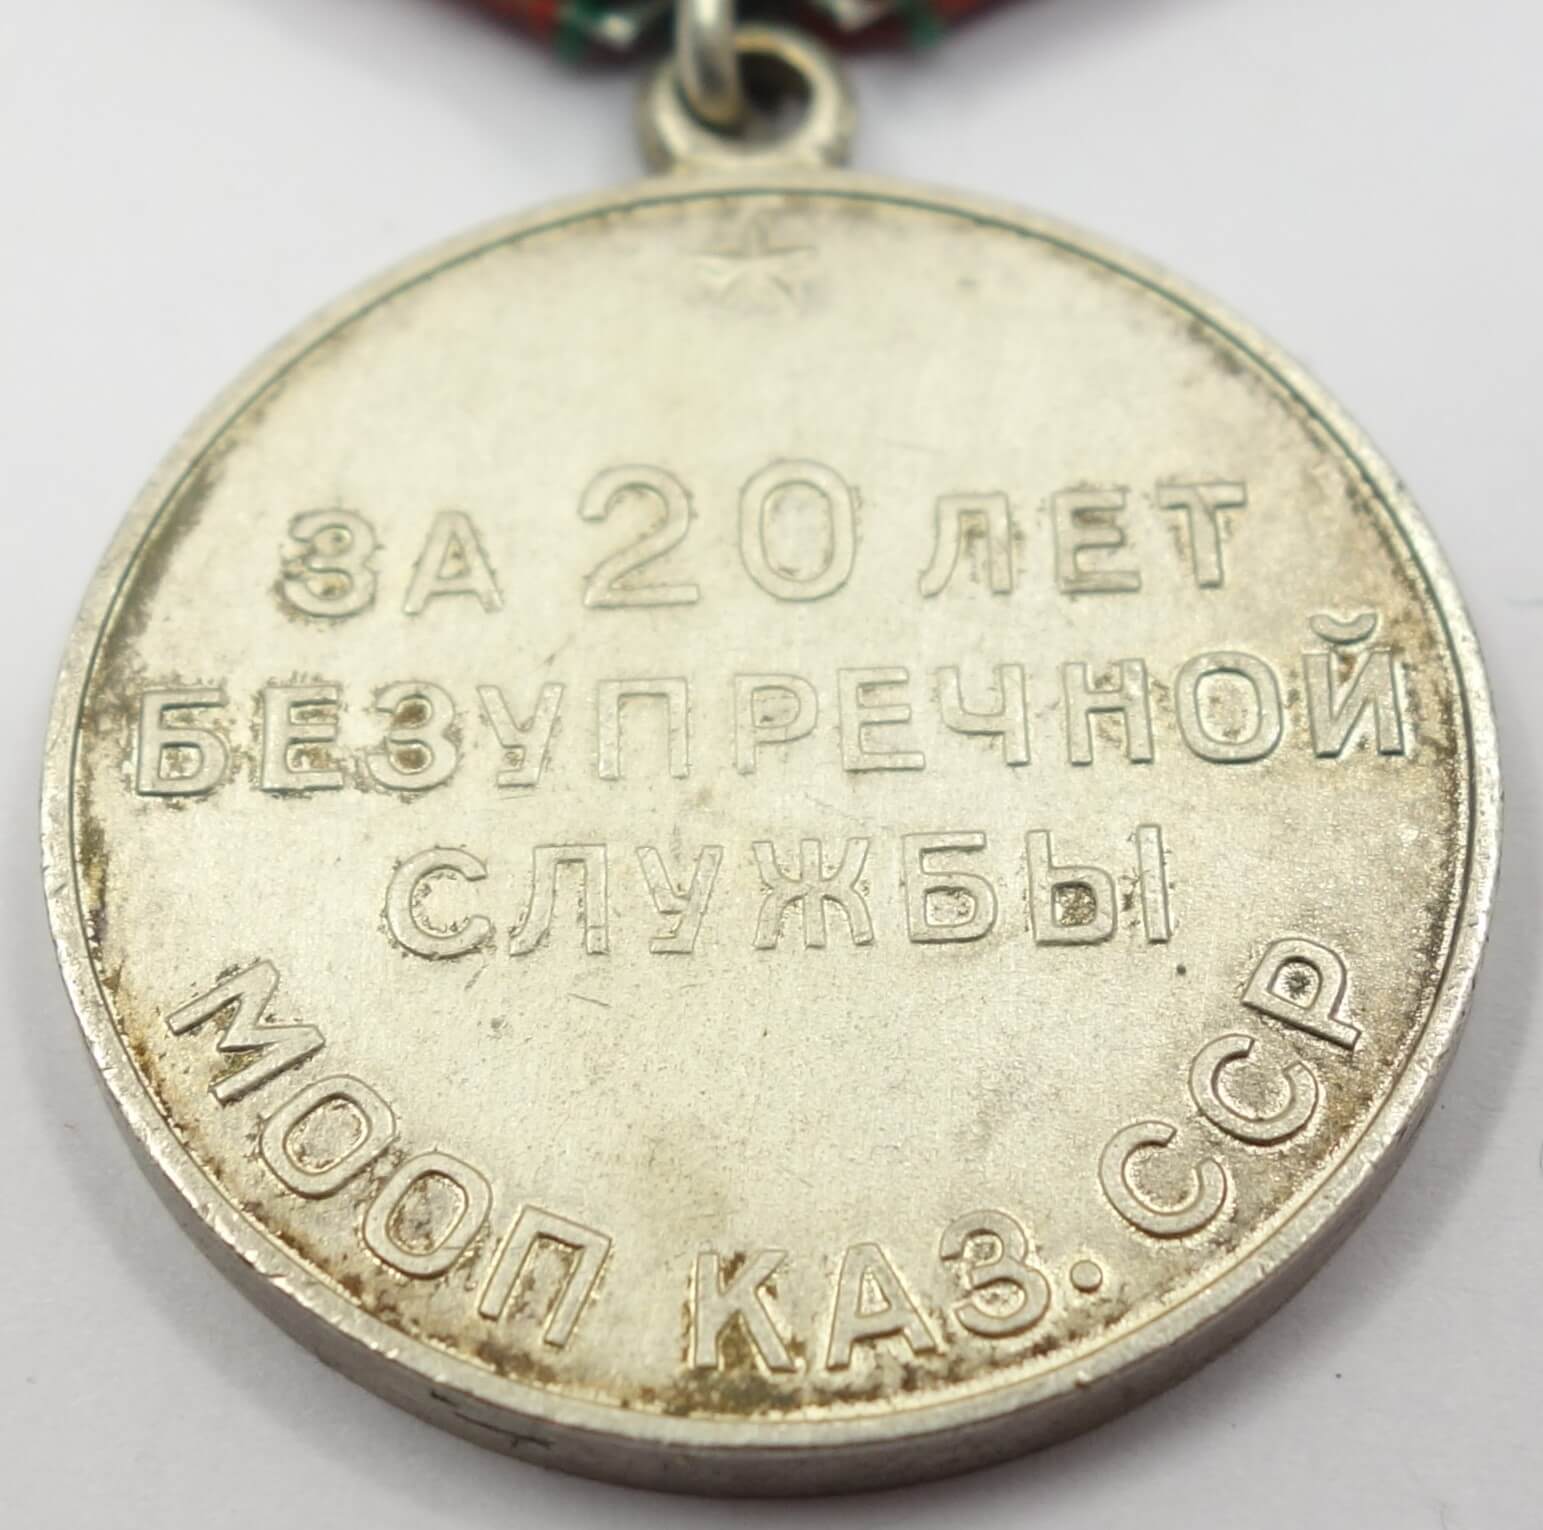 ЗА 20 ЛЕТ
БЕЗУПРЕЧНОЙ
СЛУЖБЫ
МООП КАЗ. ССР